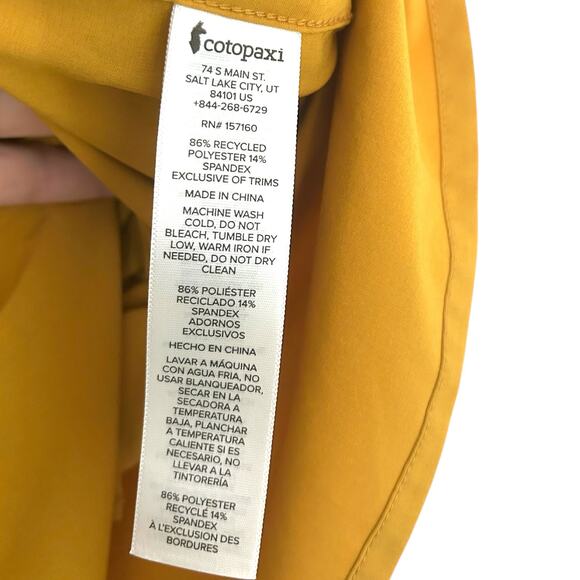 cotopaxi
74 S MAIN ST.
SALT LAKE CITY, UT
84101 US
+844-268-6729
RN# 157160
86% RECYCLED
POLYESTER 14%
SPANDEX
EXCLUSIVE OF TRIMS
MADE IN CHINA
MACHINE WASH
COLD, DO NOT
BLEACH, TUMBLE DRY
LOW, WARM IRON IF
NEEDED, DO NOT DRY
CLEAN
86% POLIÉSTER
RECICLADO 14%
SPANDEX
ADORNOS
EXCLUSIVOS
HECHO EN CHINA
LAVAR A MÁQUINA
CON AGUA FRIA, NO
USAR BLANQUEADOR,
SECAR EN LA
SECADORA A
TEMPERATURA
BAJA, PLANCHAR
A TEMPERATURA
CALIENTE SI ES
NECESARIO, NO
LLEVAR A LA
TINTORERÍA
86% POLYESTER
RECYCLÉ 14%
SPANDEX
À L'EXCLUSION DES
BORDURES